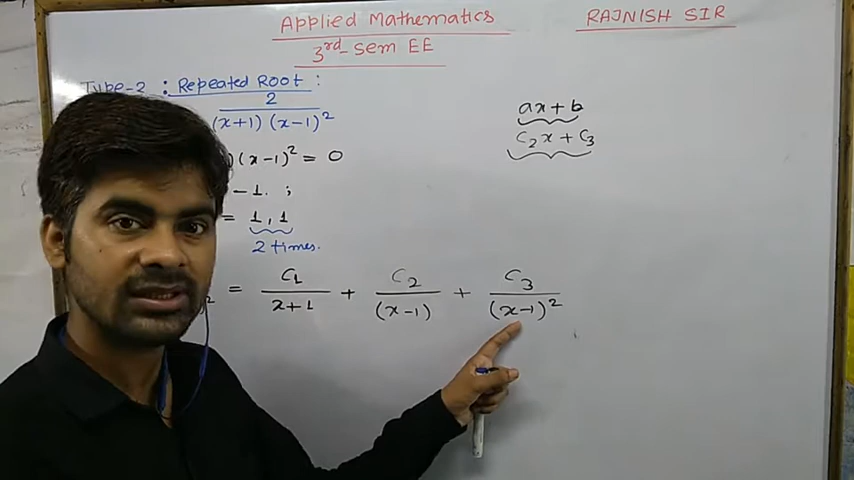 Applied Mathematics
RAJNISH SIR
3rd-Sem EE
Type-2 : Repeated Root :
2
(x+1) (x-1)²
ax+b
C₂x+C₃
)(x-1)² = 0
-1. ;
= 1, 1
2 times.
² = C₁/(x+1) + C₂/(x-1) + C₃/(x-1)²